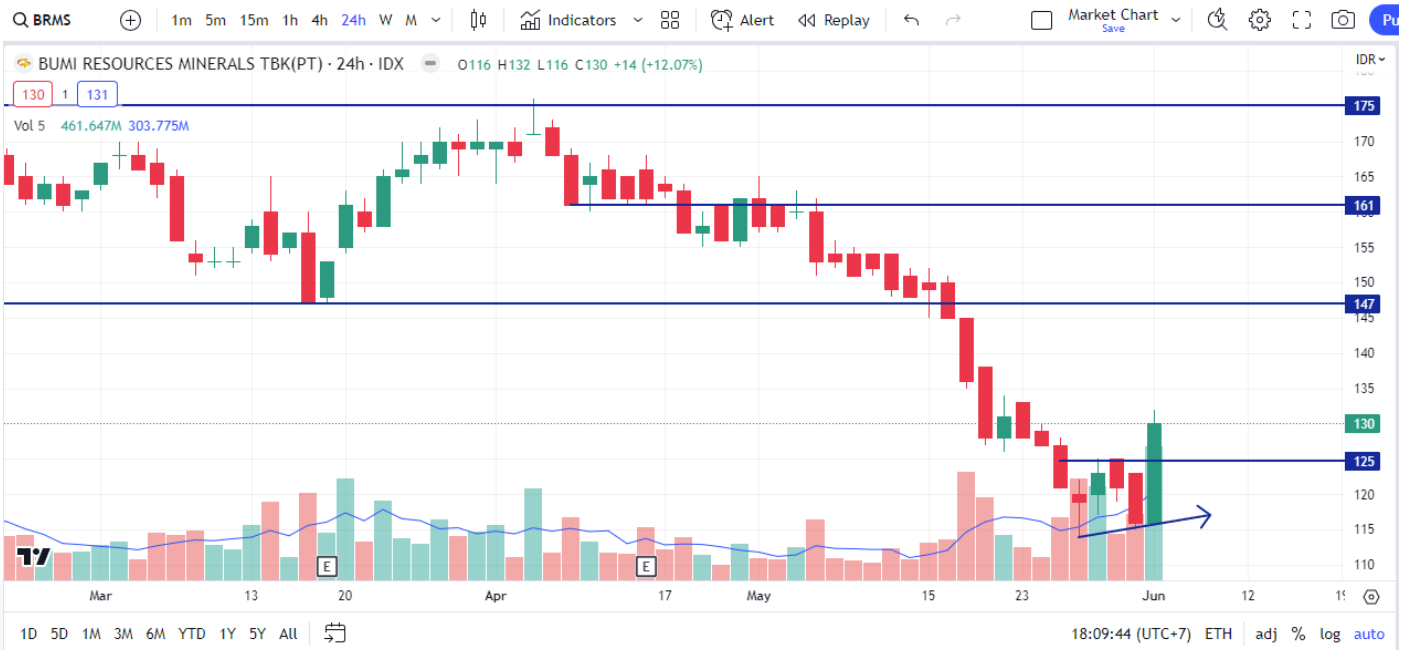 BRMS 1m 5m 15m 1h 4h 24h W M Indicators Alert Replay Market Chart Save Pu
BUMI RESOURCES MINERALS TBK(PT) · 24h · IDX O116 H132 L116 C130 +14 (+12.07%) IDR
130 1 131
175
Vol 5 461.647M 303.775M
170
165
161
155
150
147
145
140
135
130
125
120
115
110
E E
Mar 13 20 Apr 17 May 15 23 Jun 12
1D 5D 1M 3M 6M YTD 1Y 5Y All 18:09:44 (UTC+7) ETH adj % log auto